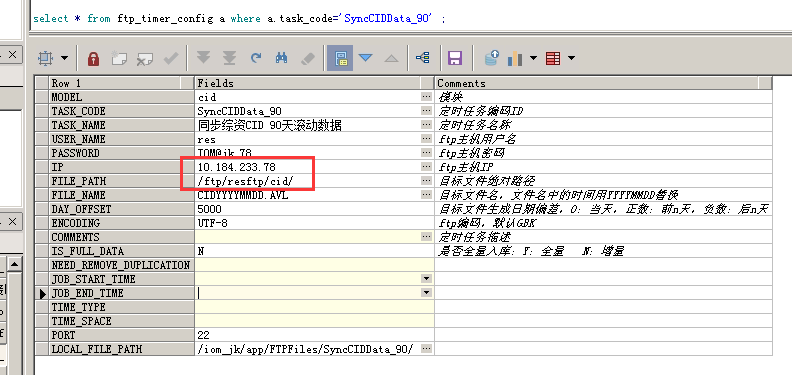 select * from ftp_timer_config a where a.task_code='SyncCIDData_90' ;
Row 1 Fields Comments
MODEL cid 模块
TASK_CODE SyncCIDData_90 定时任务编码ID
TASK_NAME 同步综资CID 90天滚动数据 定时任务名称
USER_NAME res ftp主机用户名
PASSWORD IOM@jk_78 ftp主机密码
IP 10.184.233.78 ftp主机IP
FILE_PATH /ftp/resftp/cid/ 目标文件绝对路径
FILE_NAME CIDYYYYMMDD.AVL 目标文件名，文件名中的时间用YYYYMMDD替换
DAY_OFFSET 5000 目标文件生成日期偏差，0：当天，正数：前n天，负数：后n天
ENCODING UTF-8 ftp编码，默认GBK
COMMENTS 定时任务描述
IS_FULL_DATA N 是否全量入库：Y：全量 N：增量
NEED_REMOVE_DUPLICATION
JOB_START_TIME
JOB_END_TIME
TIME_TYPE
TIME_SPACE
PORT 22
LOCAL_FILE_PATH /iom_jk/app/FTPFiles/SyncCIDData_90/